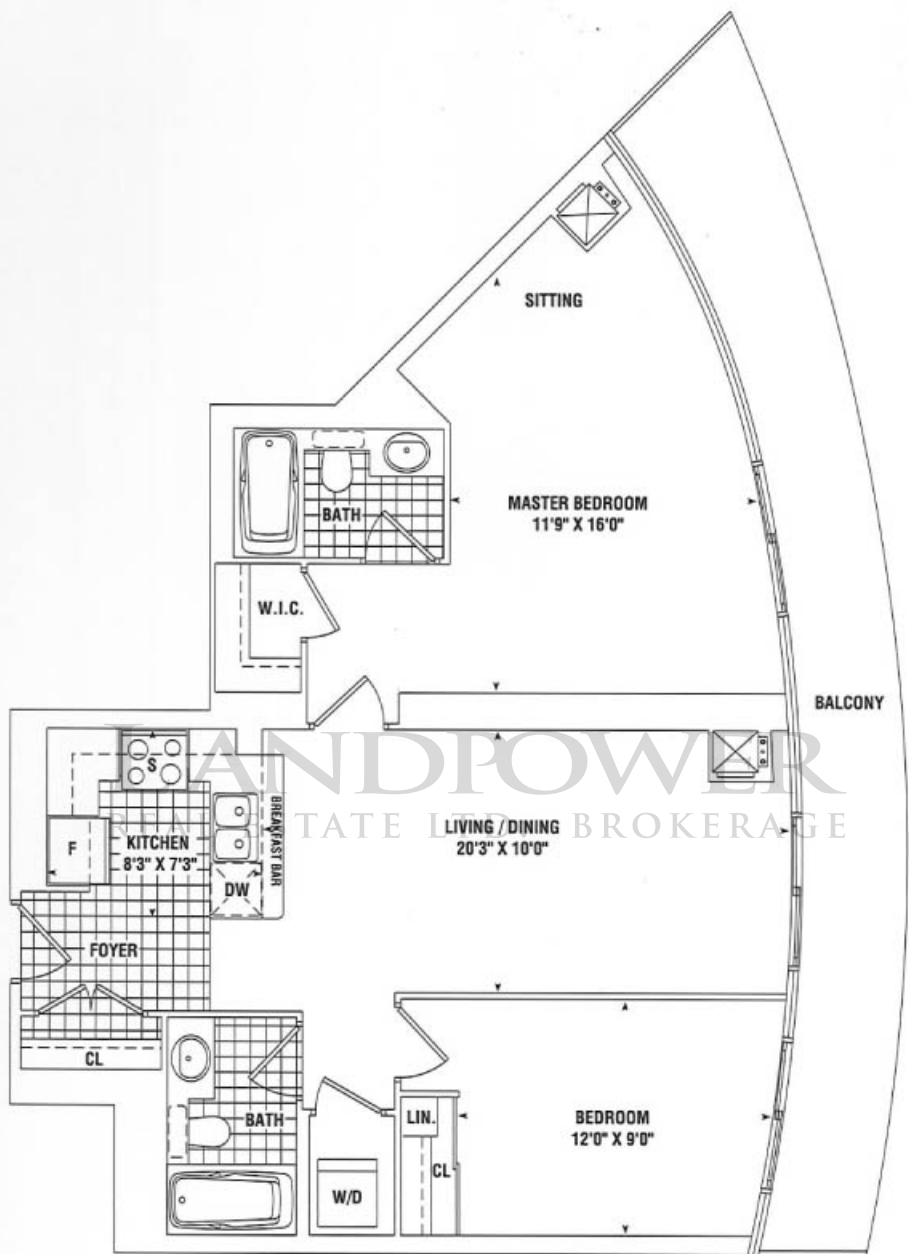 SITTING
MASTER BEDROOM
11'9" X 16'0"
BATH
W.I.C.
BALCONY
LANDPOWER
REAL ESTATE LTD. BROKERAGE
S
F
KITCHEN
8'3" X 7'3"
BREAKFAST BAR
DW
LIVING / DINING
20'3" X 10'0"
FOYER
CL
BATH
W/D
LIN.
CL
BEDROOM
12'0" X 9'0"